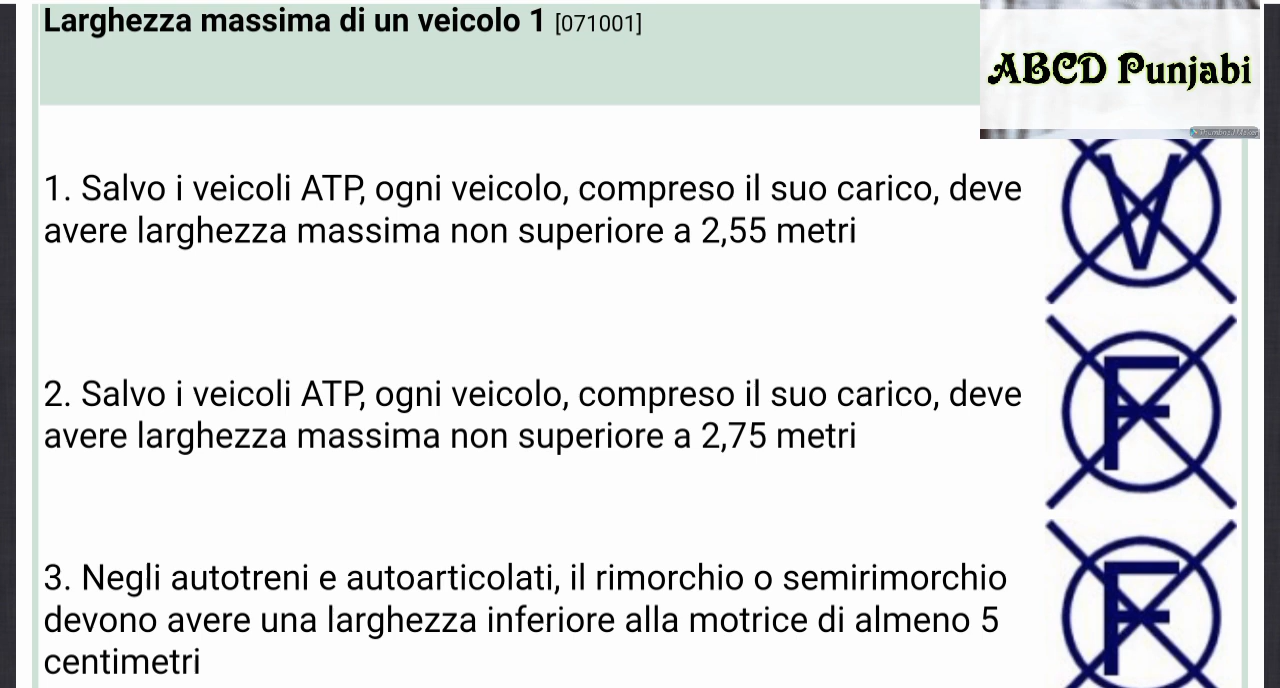 Larghezza massima di un veicolo 1 [071001]
ABCD Punjabi
Thumbnail Maker
1. Salvo i veicoli ATP, ogni veicolo, compreso il suo carico, deve
avere larghezza massima non superiore a 2,55 metri
V
2. Salvo i veicoli ATP, ogni veicolo, compreso il suo carico, deve
avere larghezza massima non superiore a 2,75 metri
F
3. Negli autotreni e autoarticolati, il rimorchio o semirimorchio
devono avere una larghezza inferiore alla motrice di almeno 5
centimetri
F